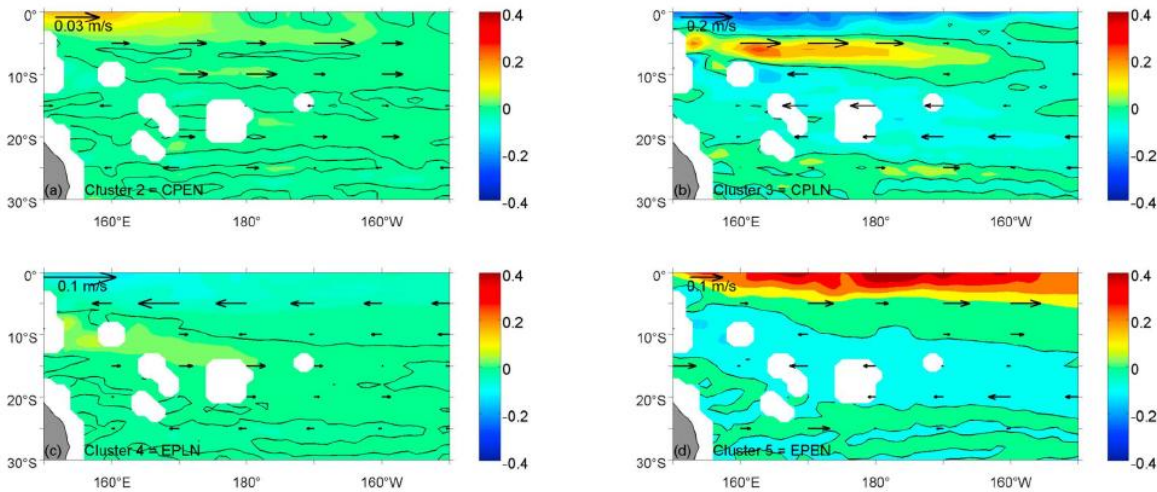 0°
10°S
20°S
30°S
0.03 m/s
(a) Cluster 2 = CPEN
160°E 180° 160°W
0.4
0.2
0
-0.2
-0.4
0°
10°S
20°S
30°S
0.2 m/s
(b) Cluster 3 = CPLN
160°E 180° 160°W
0.4
0.2
0
-0.2
-0.4
0°
10°S
20°S
30°S
0.1 m/s
(c) Cluster 4 = EPLN
160°E 180° 160°W
0.4
0.2
0
-0.2
-0.4
0°
10°S
20°S
30°S
0.1 m/s
(d) Cluster 5 = EPEN
160°E 180° 160°W
0.4
0.2
0
-0.2
-0.4